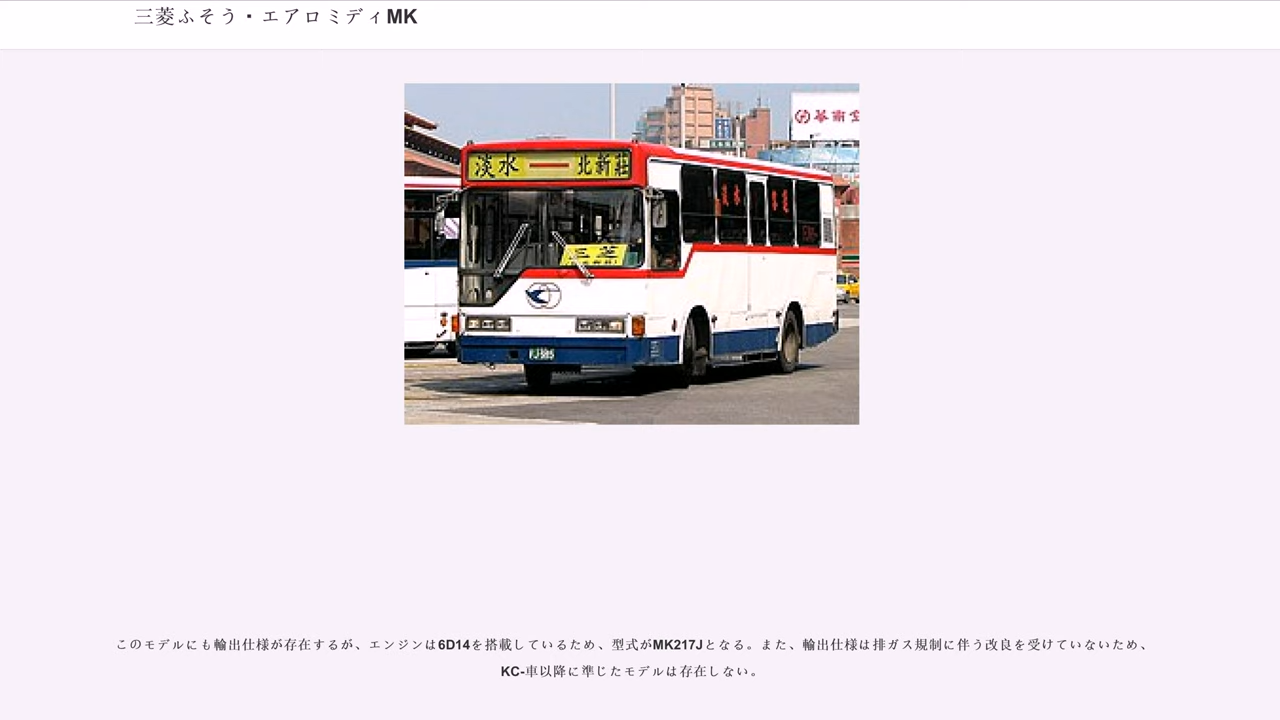 三菱ふそう・エアロミディMK
華南
淡水 — 北新莊
三芝
淡水
このモデルにも輸出仕様が存在するが、エンジンは6D14を搭載しているため、型式がMK217Jとなる。また、輸出仕様は排ガス規制に伴う改良を受けていないため、
KC-車以降に準じたモデルは存在しない。